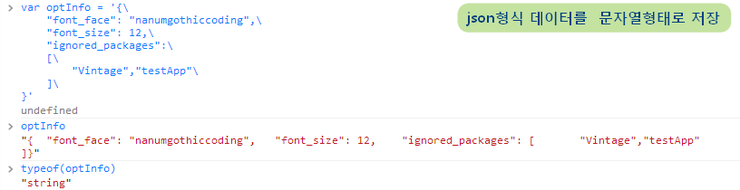 > var optInfo = '{\
"font_face": "nanumgothiccoding",\
"font_size": 12,\
"ignored_packages":\
[\
"Vintage","testApp"\
]\
}'
json형식 데이터를 문자열형태로 저장
undefined
> optInfo
"{  "font_face": "nanumgothiccoding",   "font_size": 12,    "ignored_packages": [       "Vintage","testApp"
]}"
> typeof(optInfo)
"string"